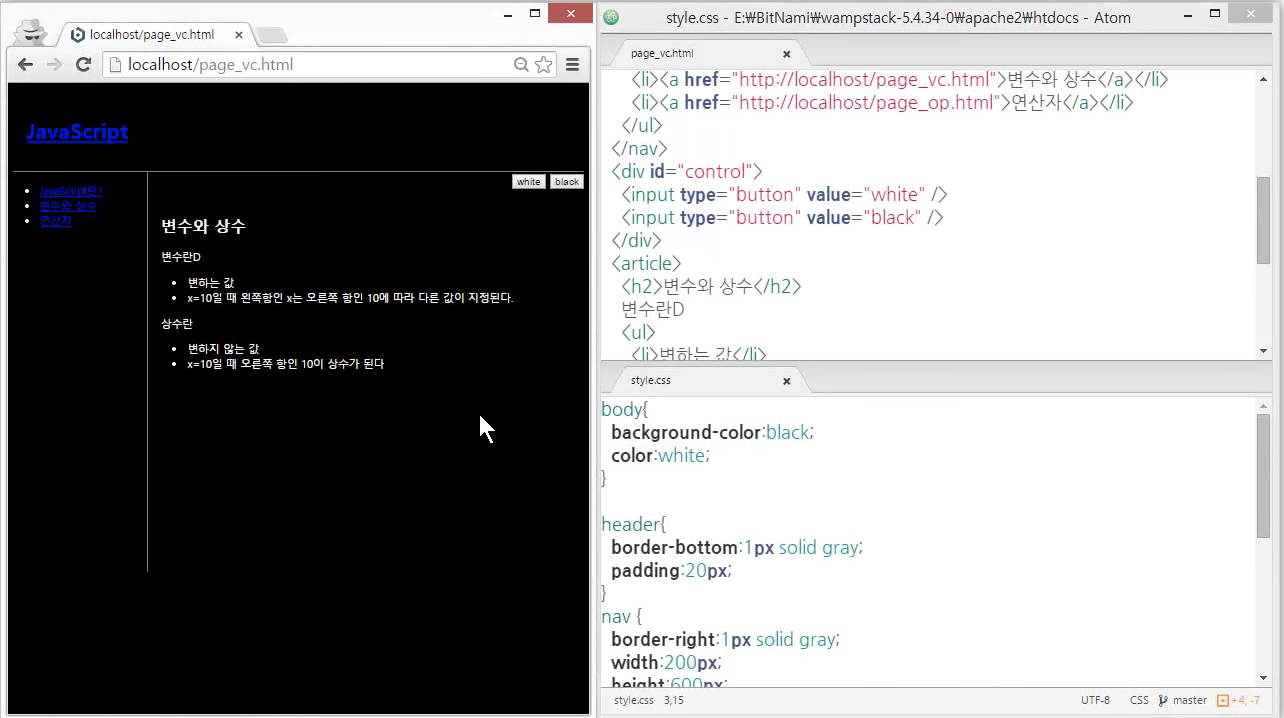 localhost/page_vc.html
localhost/page_vc.html
JavaScript
white
black
JavaScript란?
변수와 상수
연산자
변수와 상수
변수란D
변하는 값
x=10일 때 왼쪽항인 x는 오른쪽 항인 10에 따라 다른 값이 지정된다.
상수란
변하지 않는 값
x=10일 때 오른쪽 항인 10이 상수가 된다
style.css - E:₩BitNami₩wampstack-5.4.34-0₩apache2₩htdocs - Atom
page_vc.html
<li><a href="http://localhost/page_vc.html">변수와 상수</a></li>
<li><a href="http://localhost/page_op.html">연산자</a></li>
</ul>
</nav>
<div id="control">
<input type="button" value="white" />
<input type="button" value="black" />
</div>
<article>
<h2>변수와 상수</h2>
변수란D
<ul>
<li>변하는 값</li>
style.css
body{
background-color:black;
color:white;
}
header{
border-bottom:1px solid gray;
padding:20px;
}
nav {
border-right:1px solid gray;
width:200px;
height:600px;
style.css 3,15 UTF-8 CSS master +4, -7